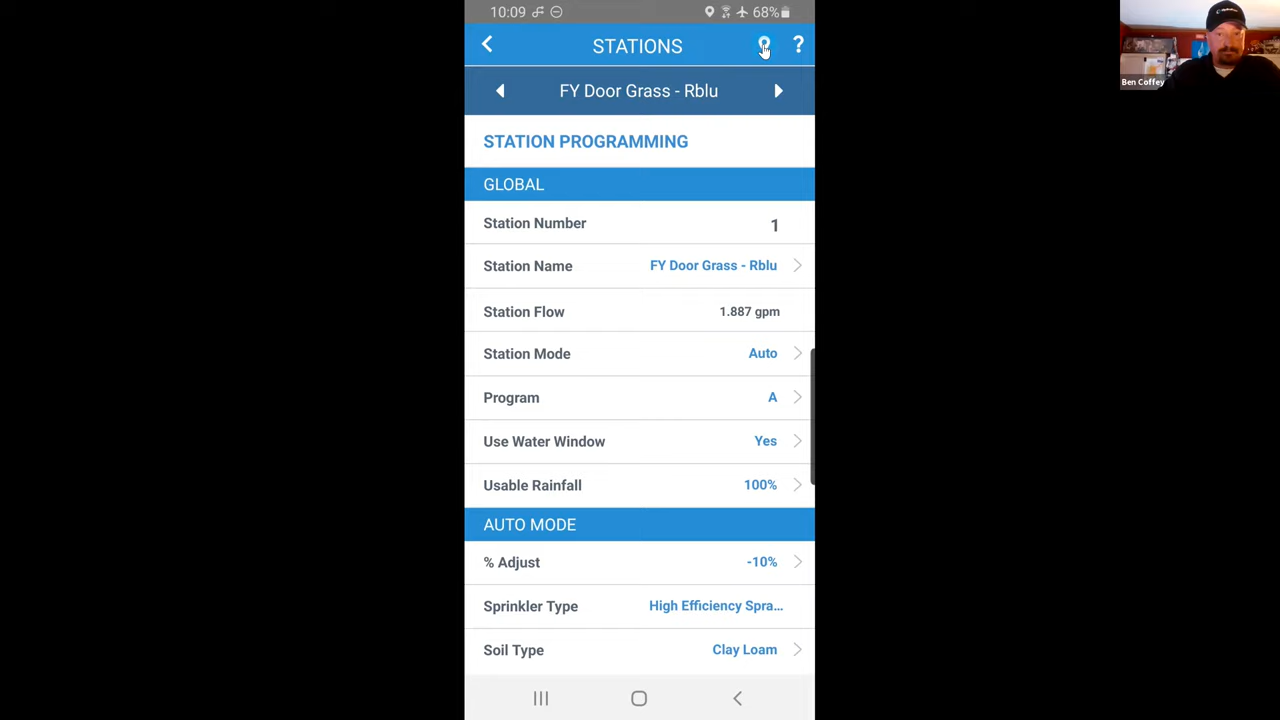 10:09
68%
STATIONS
?
FY Door Grass - Rblu
STATION PROGRAMMING
GLOBAL
Station Number 1
Station Name FY Door Grass - Rblu
Station Flow 1.887 gpm
Station Mode Auto
Program A
Use Water Window Yes
Usable Rainfall 100%
AUTO MODE
% Adjust -10%
Sprinkler Type High Efficiency Spra...
Soil Type Clay Loam
Ben Coffey